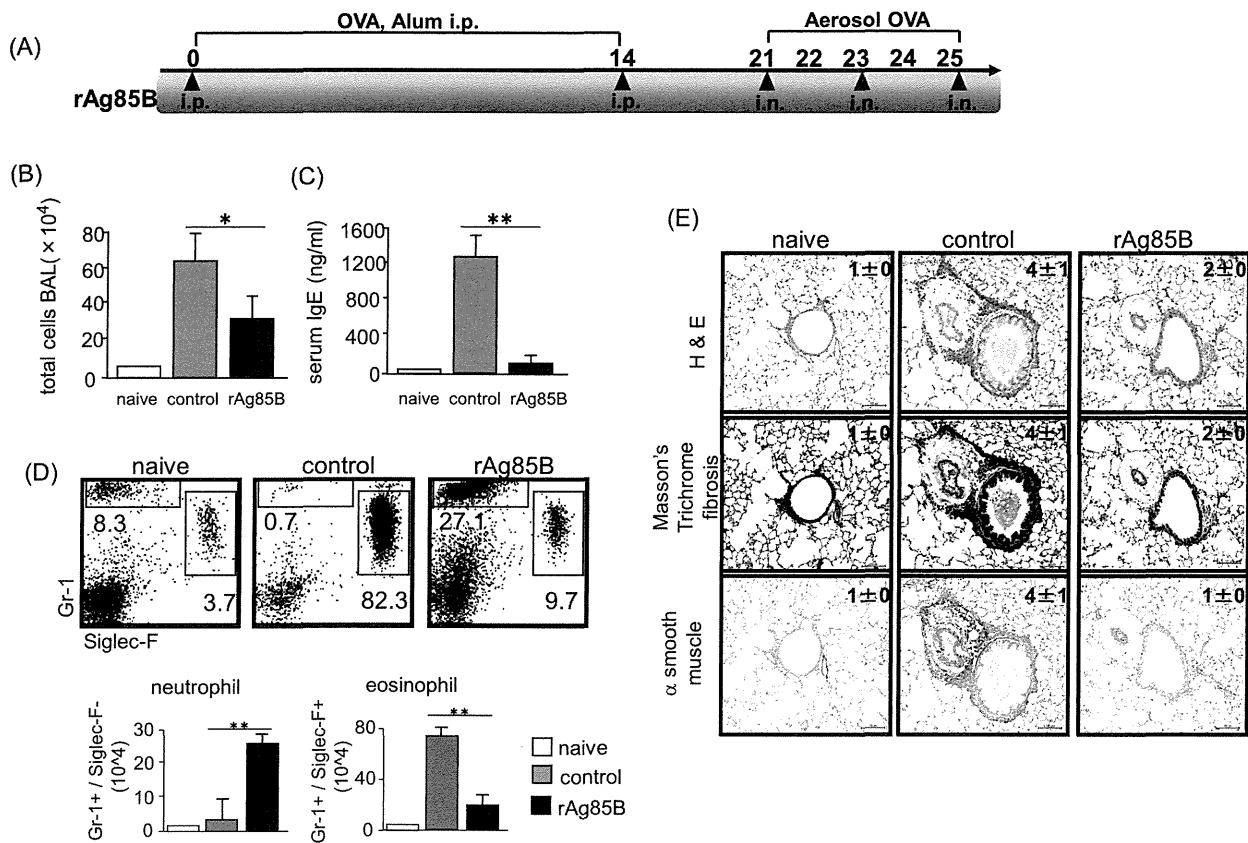 (A)
OVA, Alum i.p.
Aerosol OVA
0 14 21 22 23 24 25
rAg85B i.p. i.p. i.n. i.n. i.n.
(B)
total cells BAL(×10⁴)
80
60
40
20
0
*
naive control rAg85B
(C)
serum IgE (ng/ml)
1600
1200
800
400
0
**
naive control rAg85B
(D)
naive control rAg85B
8.3 0.7 27.1
3.7 82.3 9.7
Gr-1
Siglec-F
neutrophil
Gr-1+ / Siglec-F-
(10^4)
30
20
10
0
**
eosinophil
Gr-1+ / Siglec-F+
(10^4)
80
40
0
**
naive
control
rAg85B
(E)
naive control rAg85B
H & E
1±0 4±1 2±0
Masson's
Trichrome
fibrosis
1±0 4±1 2±0
α smooth
muscle
1±0 4±1 1±0